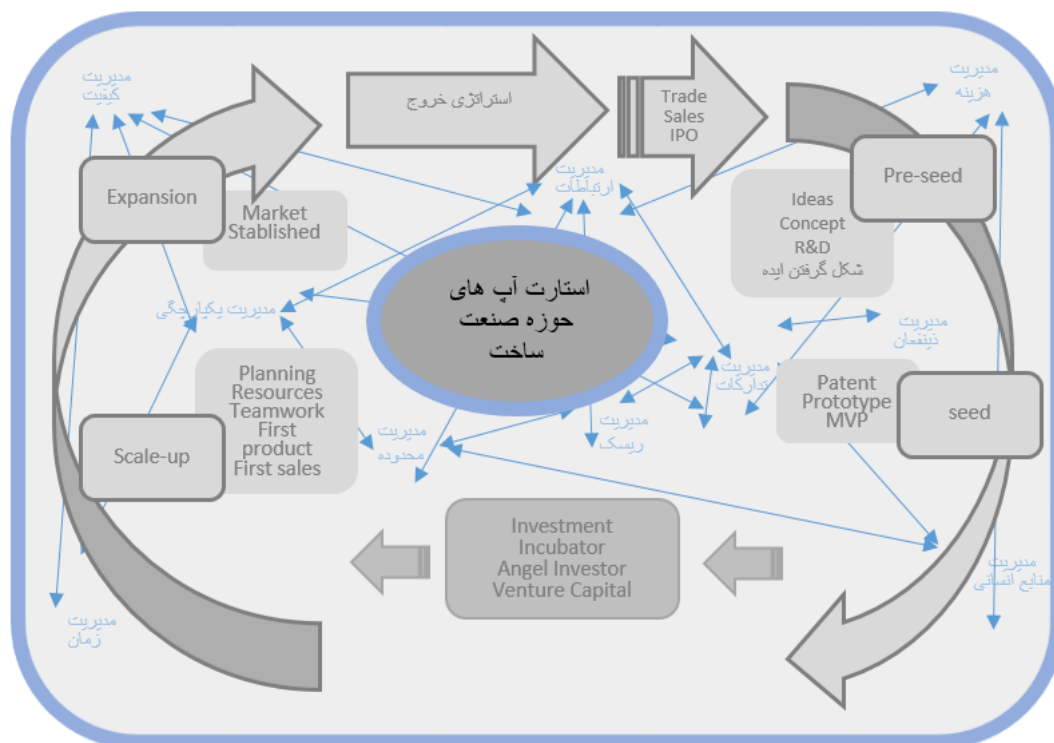 مدیریت
کیفیت
استراتژی خروج
Trade
Sales
IPO
مدیریت
هزینه
Expansion
Market
Stablished
مدیریت
ارتباطات
Pre-seed
Ideas
Concept
R&D
شکل گرفتن ایده
استارت آپ های
حوزه صنعت
ساخت
مدیریت یکپارچگی
مدیریت
ذینفعان
Planning
Resources
Teamwork
First
product
First sales
Scale-up
مدیریت
محدوده
مدیریت
ریسک
مدیریت
تدارکات
Patent
Prototype
MVP
seed
Investment
Incubator
Angel Investor
Venture Capital
مدیریت
منابع انسانی
مدیریت
زمان